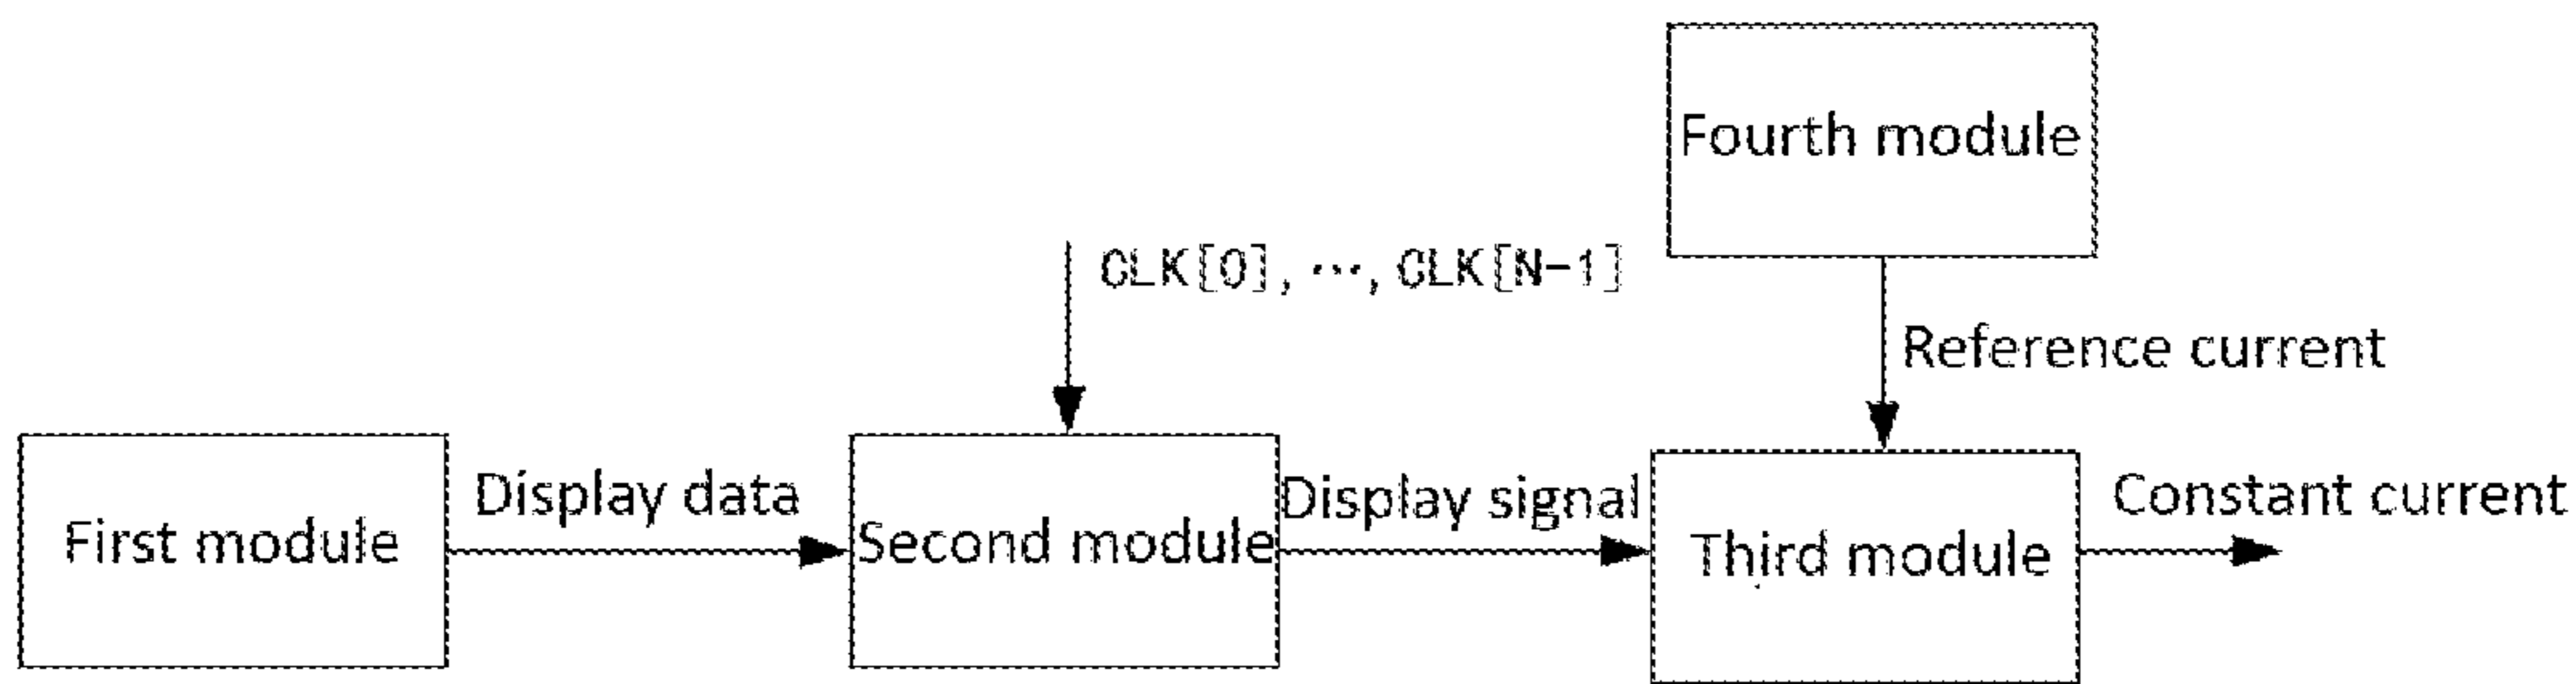 Fourth module
CLK[0], ···, CLK[N-1]
Reference current
First module
Display data
Second module
Display signal
Third module
Constant current